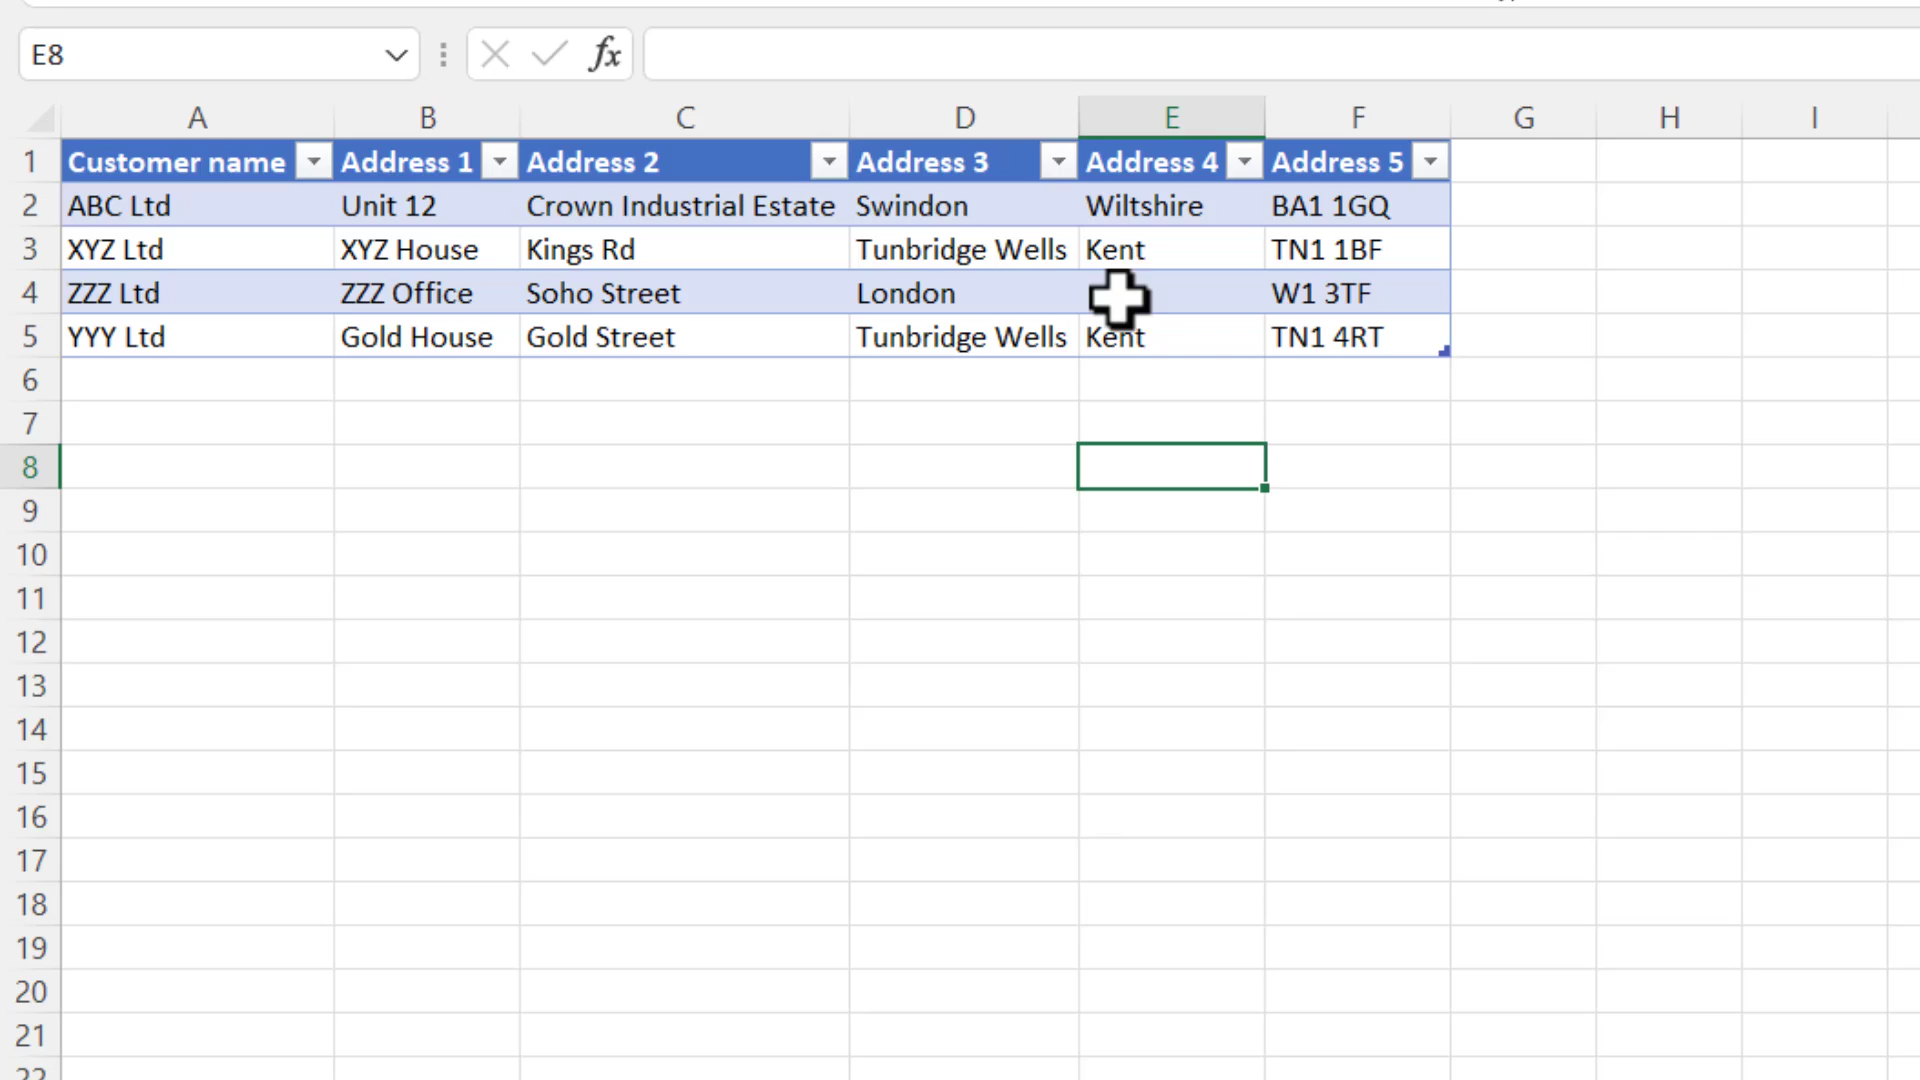 E8 fx
A B C D E F G H I
1 Customer name Address 1 Address 2 Address 3 Address 4 Address 5
2 ABC Ltd Unit 12 Crown Industrial Estate Swindon Wiltshire BA1 1GQ
3 XYZ Ltd XYZ House Kings Rd Tunbridge Wells Kent TN1 1BF
4 ZZZ Ltd ZZZ Office Soho Street London W1 3TF
5 YYY Ltd Gold House Gold Street Tunbridge Wells Kent TN1 4RT
6
7
8
9
10
11
12
13
14
15
16
17
18
19
20
21
22